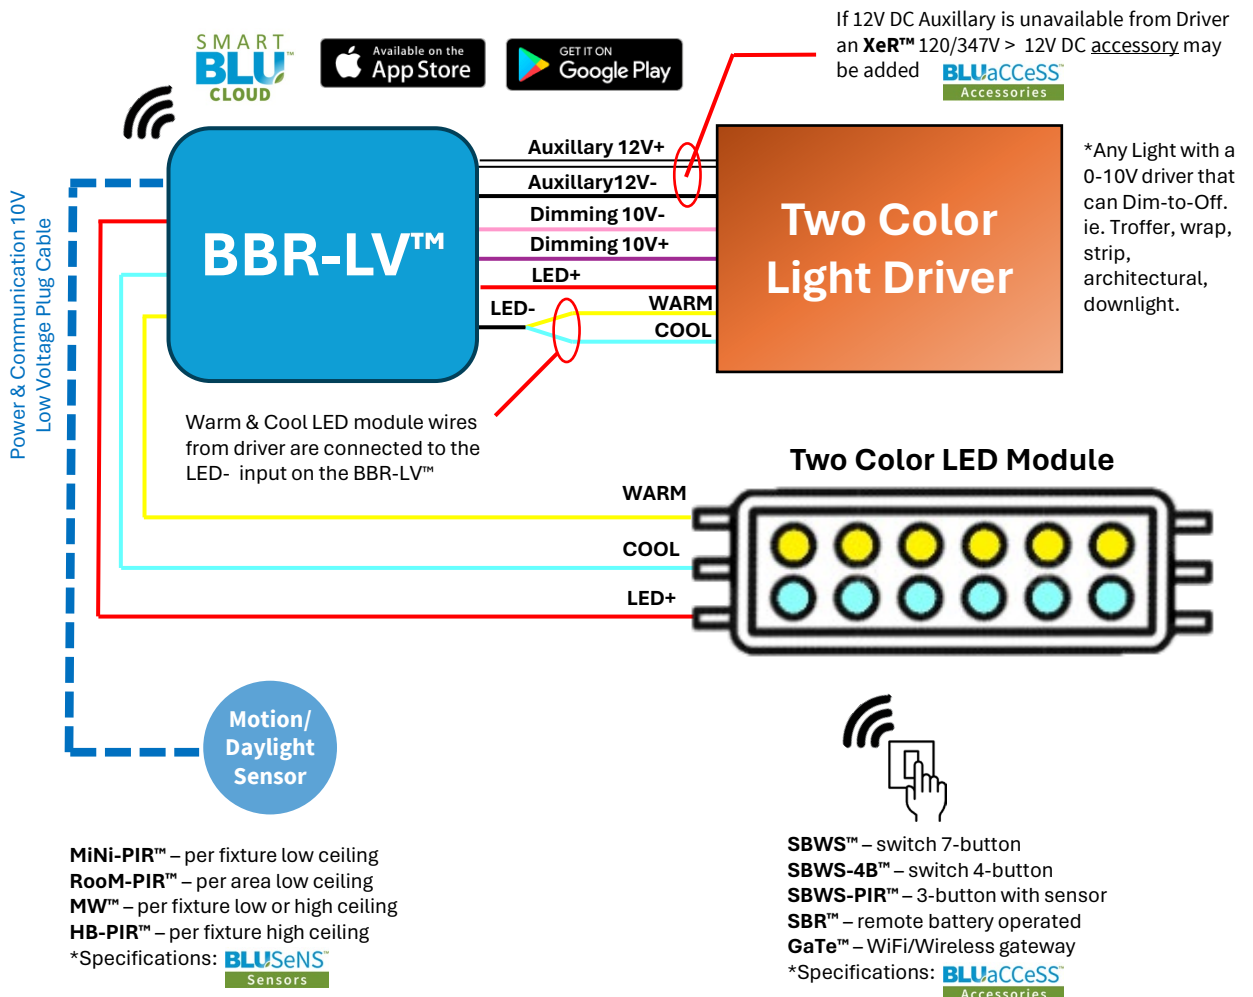 If 12V DC Auxillary is unavailable from Driver
an XeR™ 120/347V > 12V DC accessory may
be added BLUaCCeSS™
Accessories
SMART
BLU™
CLOUD
Available on the
App Store
GET IT ON
Google Play
*Any Light with a
0-10V driver that
can Dim-to-Off.
ie. Troffer, wrap,
strip,
architectural,
downlight.
Power & Communication 10V
Low Voltage Plug Cable
BBR-LV™
Auxillary 12V+
Auxillary12V-
Dimming 10V-
Dimming 10V+
LED+
LED-
WARM
COOL
Two Color
Light Driver
Warm & Cool LED module wires
from driver are connected to the
LED- input on the BBR-LV™
Two Color LED Module
WARM
COOL
LED+
Motion/
Daylight
Sensor
MiNi-PIR™ – per fixture low ceiling
RooM-PIR™ – per area low ceiling
MW™ – per fixture low or high ceiling
HB-PIR™ – per fixture high ceiling
*Specifications: BLUSeNS™
Sensors
SBWS™ – switch 7-button
SBWS-4B™ – switch 4-button
SBWS-PIR™ – 3-button with sensor
SBR™ – remote battery operated
GaTe™ – WiFi/Wireless gateway
*Specifications: BLUaCCeSS™
Accessories